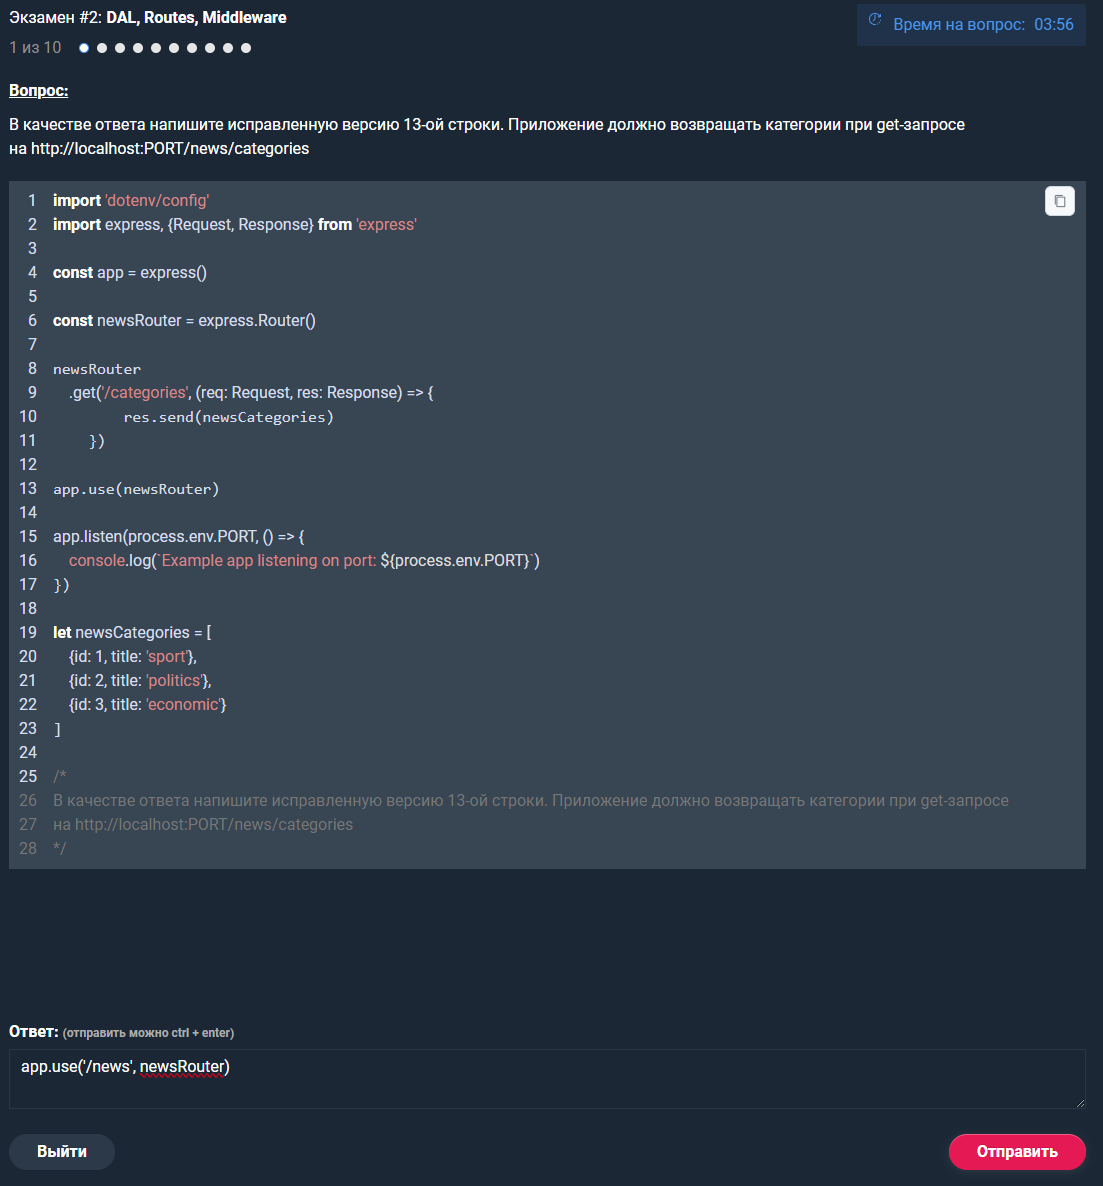 Экзамен #2: DAL, Routes, Middleware
Время на вопрос: 03:56
1 из 10
Вопрос:
В качестве ответа напишите исправленную версию 13-ой строки. Приложение должно возвращать категории при get-запросе
на http://localhost:PORT/news/categories
1 import 'dotenv/config'
2 import express, {Request, Response} from 'express'
3
4 const app = express()
5
6 const newsRouter = express.Router()
7
8 newsRouter
9 .get('/categories', (req: Request, res: Response) => {
10 res.send(newsCategories)
11 })
12
13 app.use(newsRouter)
14
15 app.listen(process.env.PORT, () => {
16 console.log(`Example app listening on port: ${process.env.PORT}`)
17 })
18
19 let newsCategories = [
20 {id: 1, title: 'sport'},
21 {id: 2, title: 'politics'},
22 {id: 3, title: 'economic'}
23 ]
24
25 /*
26 В качестве ответа напишите исправленную версию 13-ой строки. Приложение должно возвращать категории при get-запросе
27 на http://localhost:PORT/news/categories
28 */
Ответ: (отправить можно ctrl + enter)
app.use('/news', newsRouter)
Выйти
Отправить